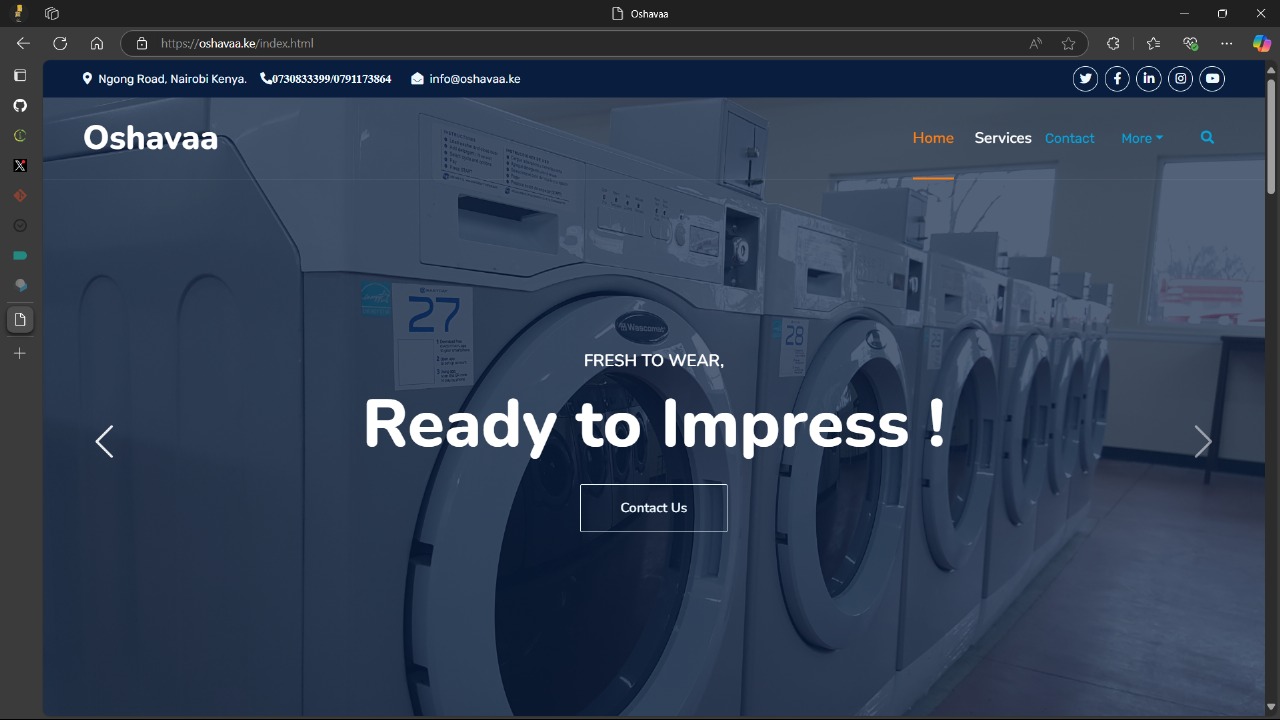 Oshavaa
https://oshavaa.ke/index.html
Ngong Road, Nairobi Kenya. 0730833399/0791173864 info@oshavaa.ke
Oshavaa
Home Services Contact More
27
28
Wascomat
FRESH TO WEAR,
Ready to Impress !
Contact Us